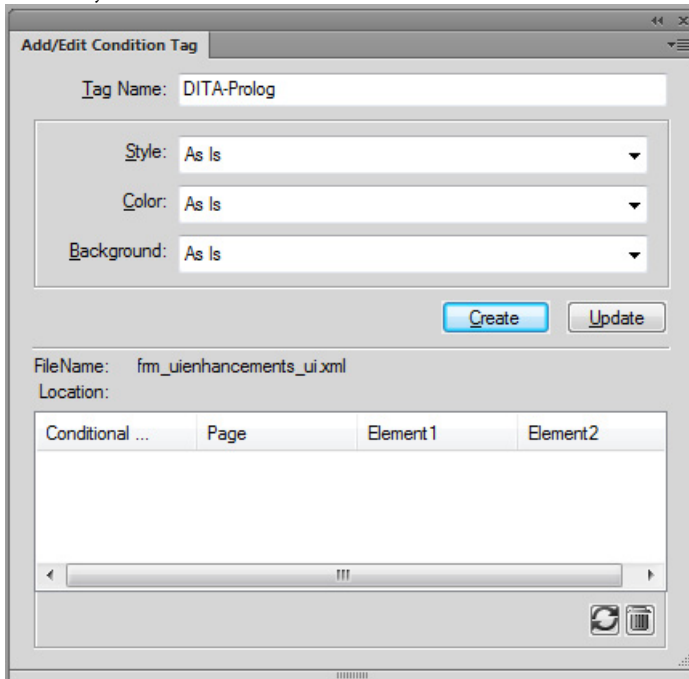 Add/Edit Condition Tag
Tag Name: DITA-Prolog
Style: As Is
Color: As Is
Background: As Is
Create Update
FileName: frm_uienhancements_ui.xml
Location:
Conditional ... Page Element1 Element2